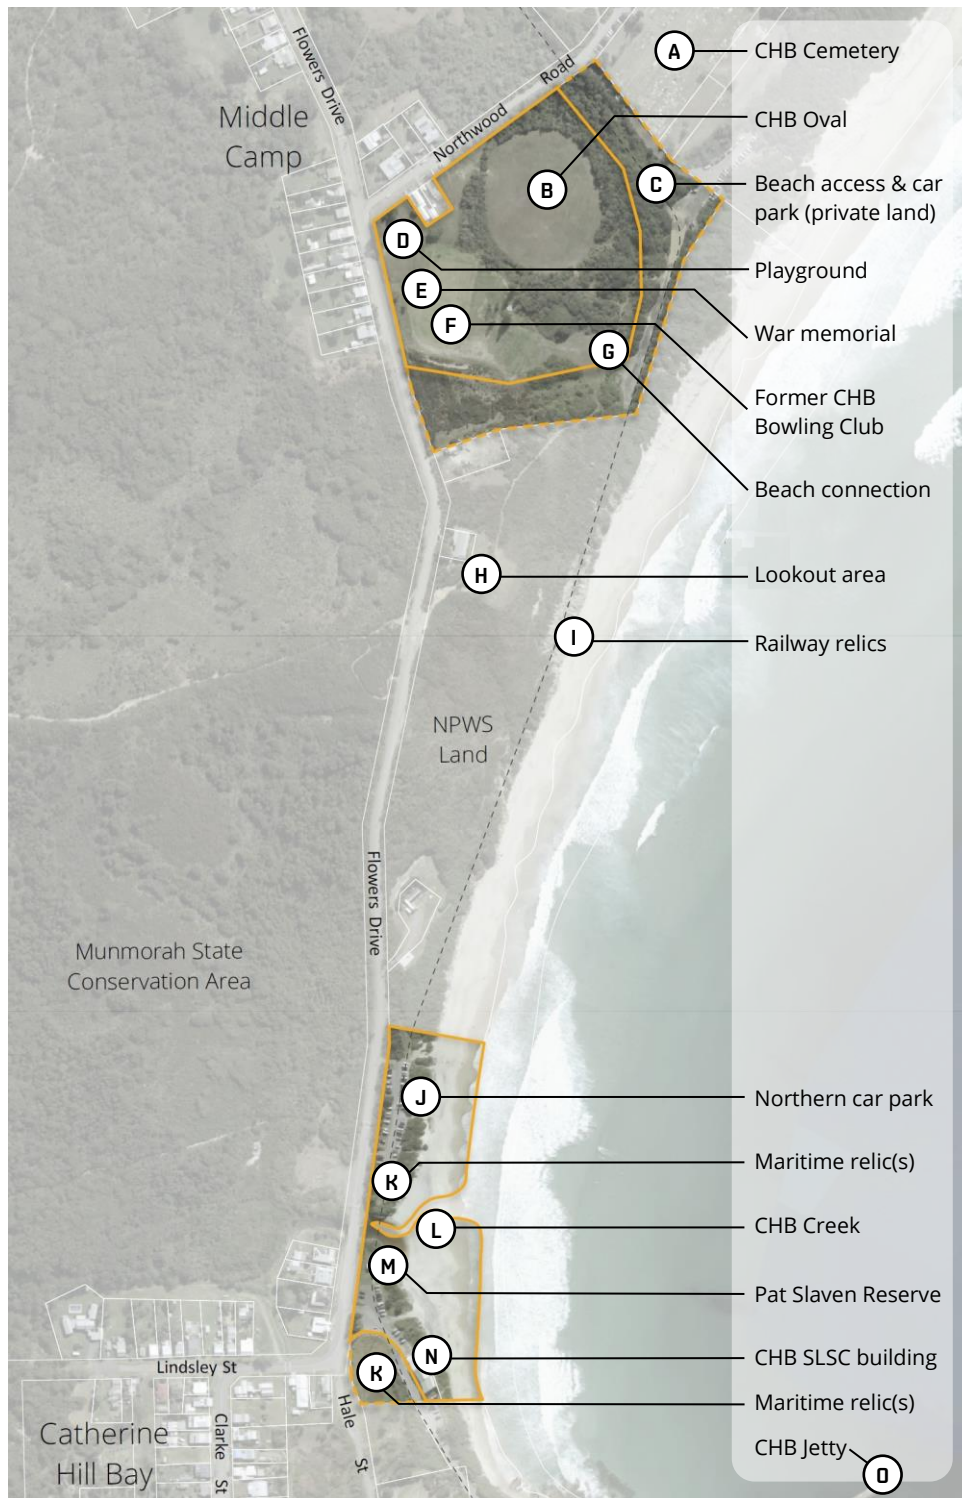 A
CHB Cemetery
Flowers Drive
Northwood Road
Middle
Camp
B
CHB Oval
C
Beach access & car
park (private land)
D
Playground
E
War memorial
F
Former CHB
Bowling Club
G
Beach connection
H
Lookout area
I
Railway relics
NPWS
Land
Flowers Drive
Munmorah State
Conservation Area
J
Northern car park
K
Maritime relic(s)
L
CHB Creek
M
Pat Slaven Reserve
N
CHB SLSC building
Lindsley St
K
Maritime relic(s)
Hale St
Clarke St
Catherine
Hill Bay
CHB Jetty
O